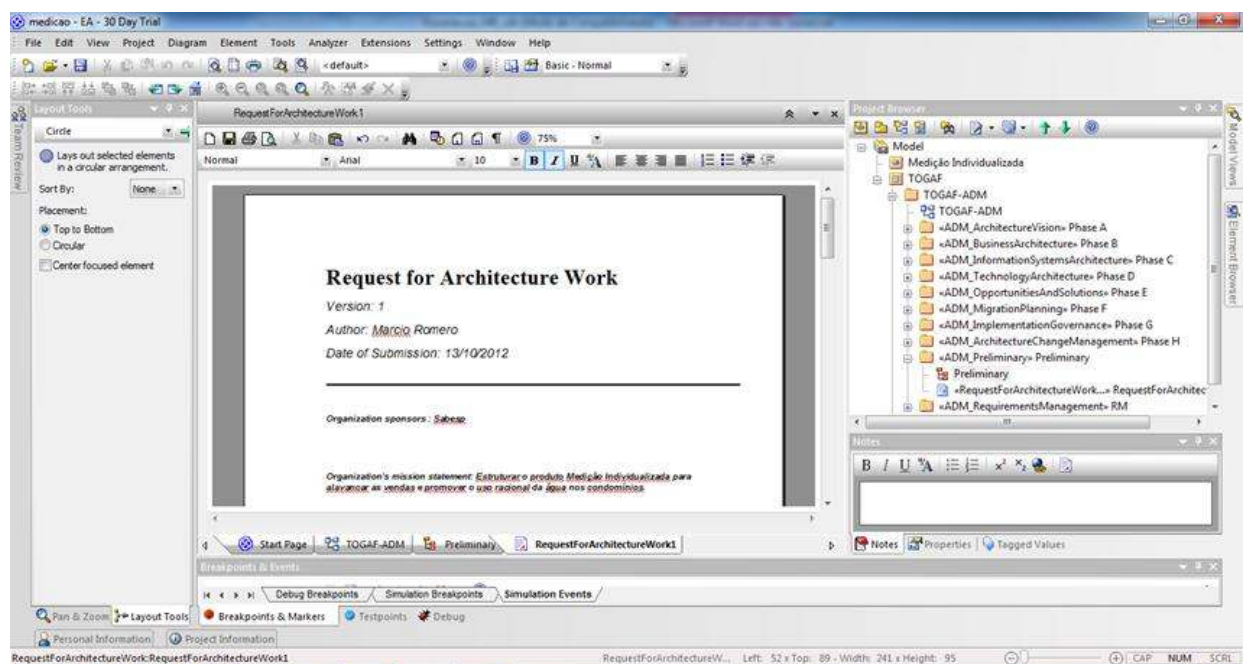 medicao - EA - 30 Day Trial
File Edit View Project Diagram Element Tools Analyzer Extensions Settings Window Help
<default> Basic - Normal
Layout Tools
Circle
Lays out selected elements
in a circular arrangement.
Sort By: None
Placement:
Top to Bottom
Circular
Center focused element
Team Review
RequestForArchitectureWork1
75%
Normal Arial 10 B I U
Request for Architecture Work
Version: 1
Author: Marcio Romero
Date of Submission: 13/10/2012
Organization sponsors : Sabesp
Organization's mission statement: Estruturar o produto Medição Individualizada para
alavancar as vendas e promover o uso racional da água nos condomínios.
Start Page TOGAF-ADM Preliminary RequestForArchitectureWork1
Project Browser
Model
Medição Individualizada
TOGAF
TOGAF-ADM
TOGAF-ADM
«ADM_ArchitectureVision» Phase A
«ADM_BusinessArchitecture» Phase B
«ADM_InformationSystemsArchitecture» Phase C
«ADM_TechnologyArchitecture» Phase D
«ADM_OpportunitiesAndSolutions» Phase E
«ADM_MigrationPlanning» Phase F
«ADM_ImplementationGovernance» Phase G
«ADM_ArchitectureChangeManagement» Phase H
«ADM_Preliminary» Preliminary
Preliminary
«RequestForArchitectureWork...» RequestForArchitec
«ADM_RequirementsManagement» RM
Model Views
Element Browser
Notes
B I U
Notes Properties Tagged Values
Breakpoints & Events
Debug Breakpoints Simulation Breakpoints Simulation Events
Pan & Zoom Layout Tools Breakpoints & Markers Testpoints Debug
Personal Information Project Information
RequestForArchitectureWork:RequestForArchitectureWork1 RequestForArchitectureW... Left: 52 x Top: 89 - Width: 241 x Height: 95 CAP NUM SCRL